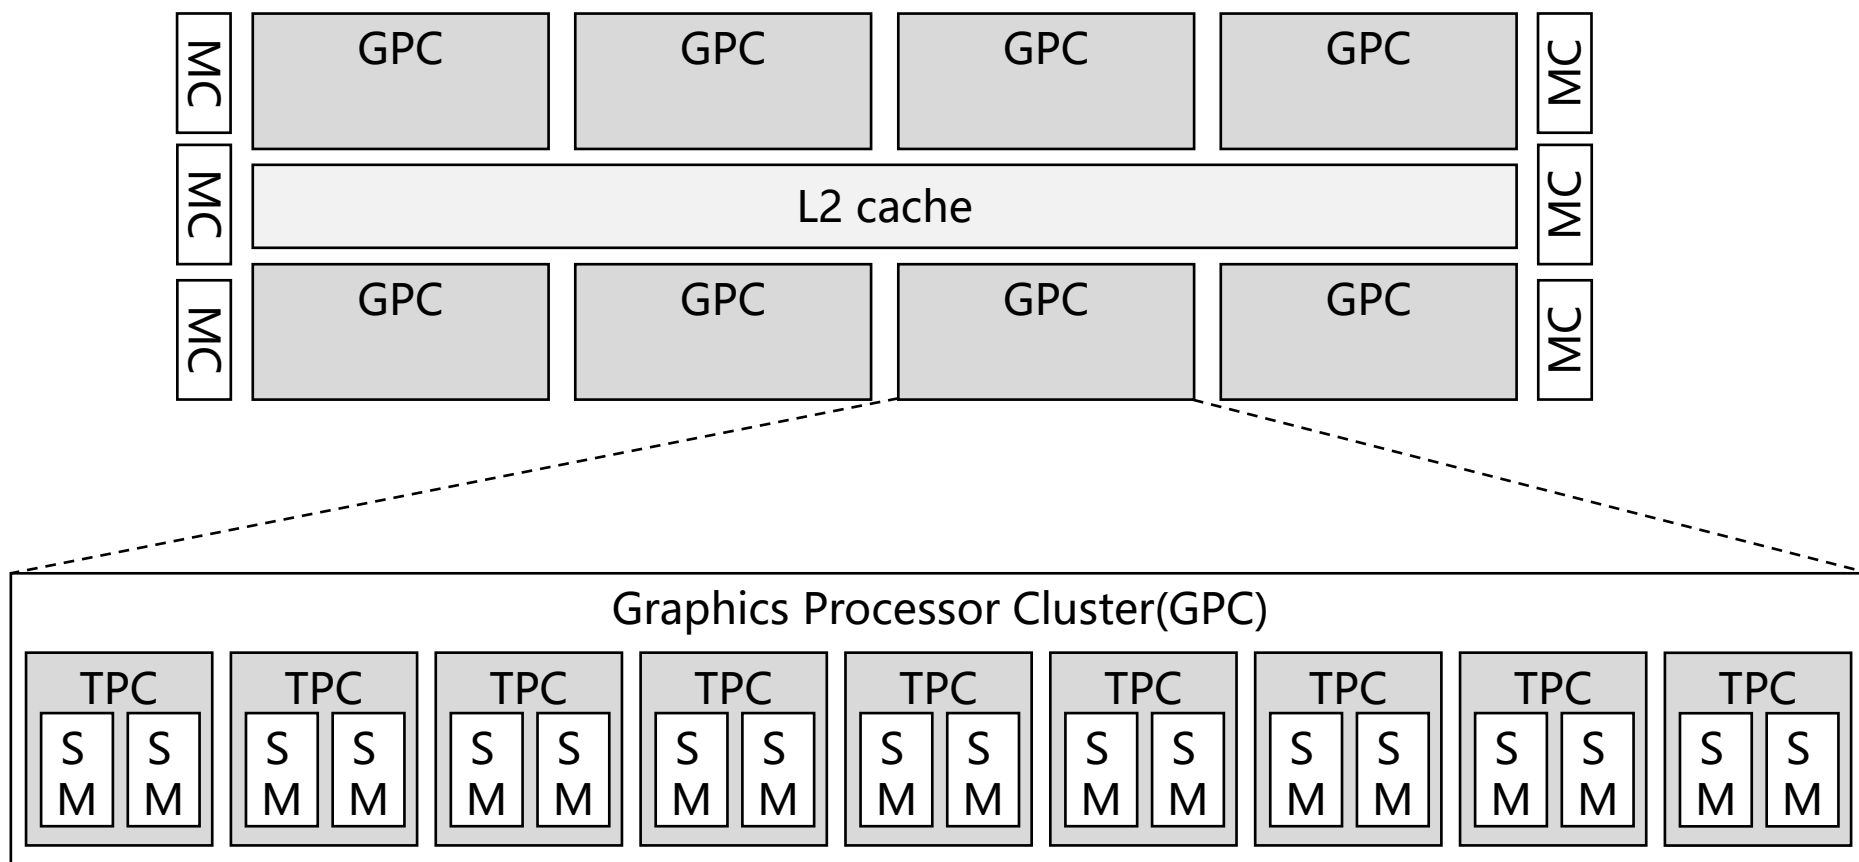 MC GPC GPC GPC GPC MC
MC L2 cache MC
MC GPC GPC GPC GPC MC
Graphics Processor Cluster(GPC)
TPC TPC TPC TPC TPC TPC TPC TPC TPC
S S S S S S S S S S S S S S S S S S
M M M M M M M M M M M M M M M M M M